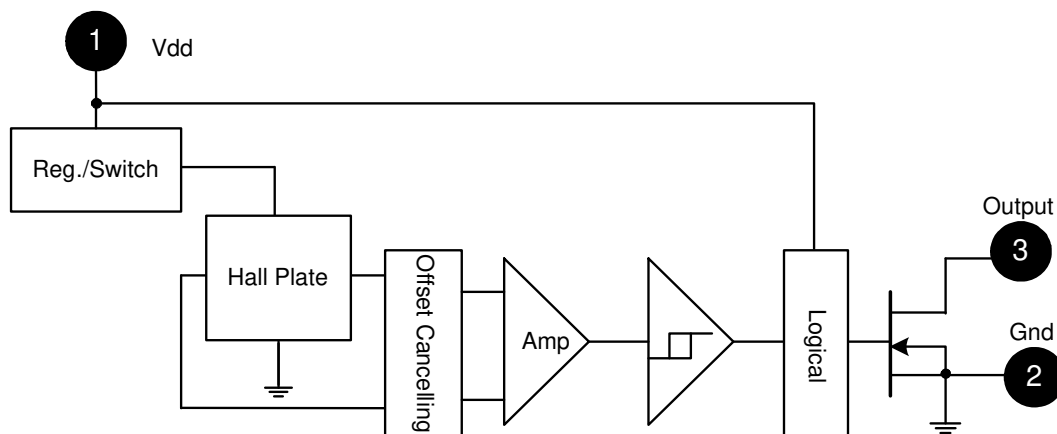 1
Vdd
Reg./Switch
Hall Plate
Offset Cancelling
Amp
Logical
Output
3
Gnd
2